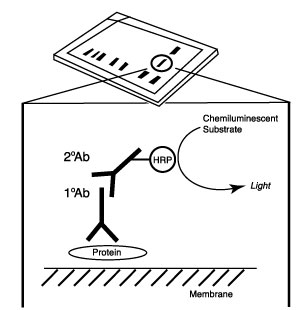 Chemiluminescent
Substrate
2ºAb
HRP
1ºAb
Light
Protein
Membrane